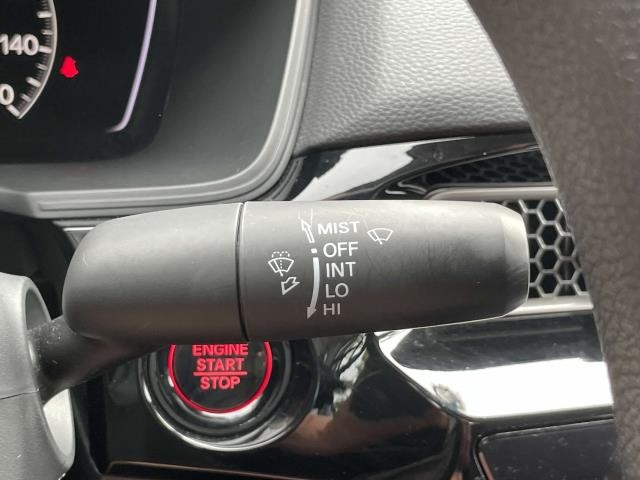 140
0
MIST
OFF
INT
LO
HI
ENGINE
START
STOP